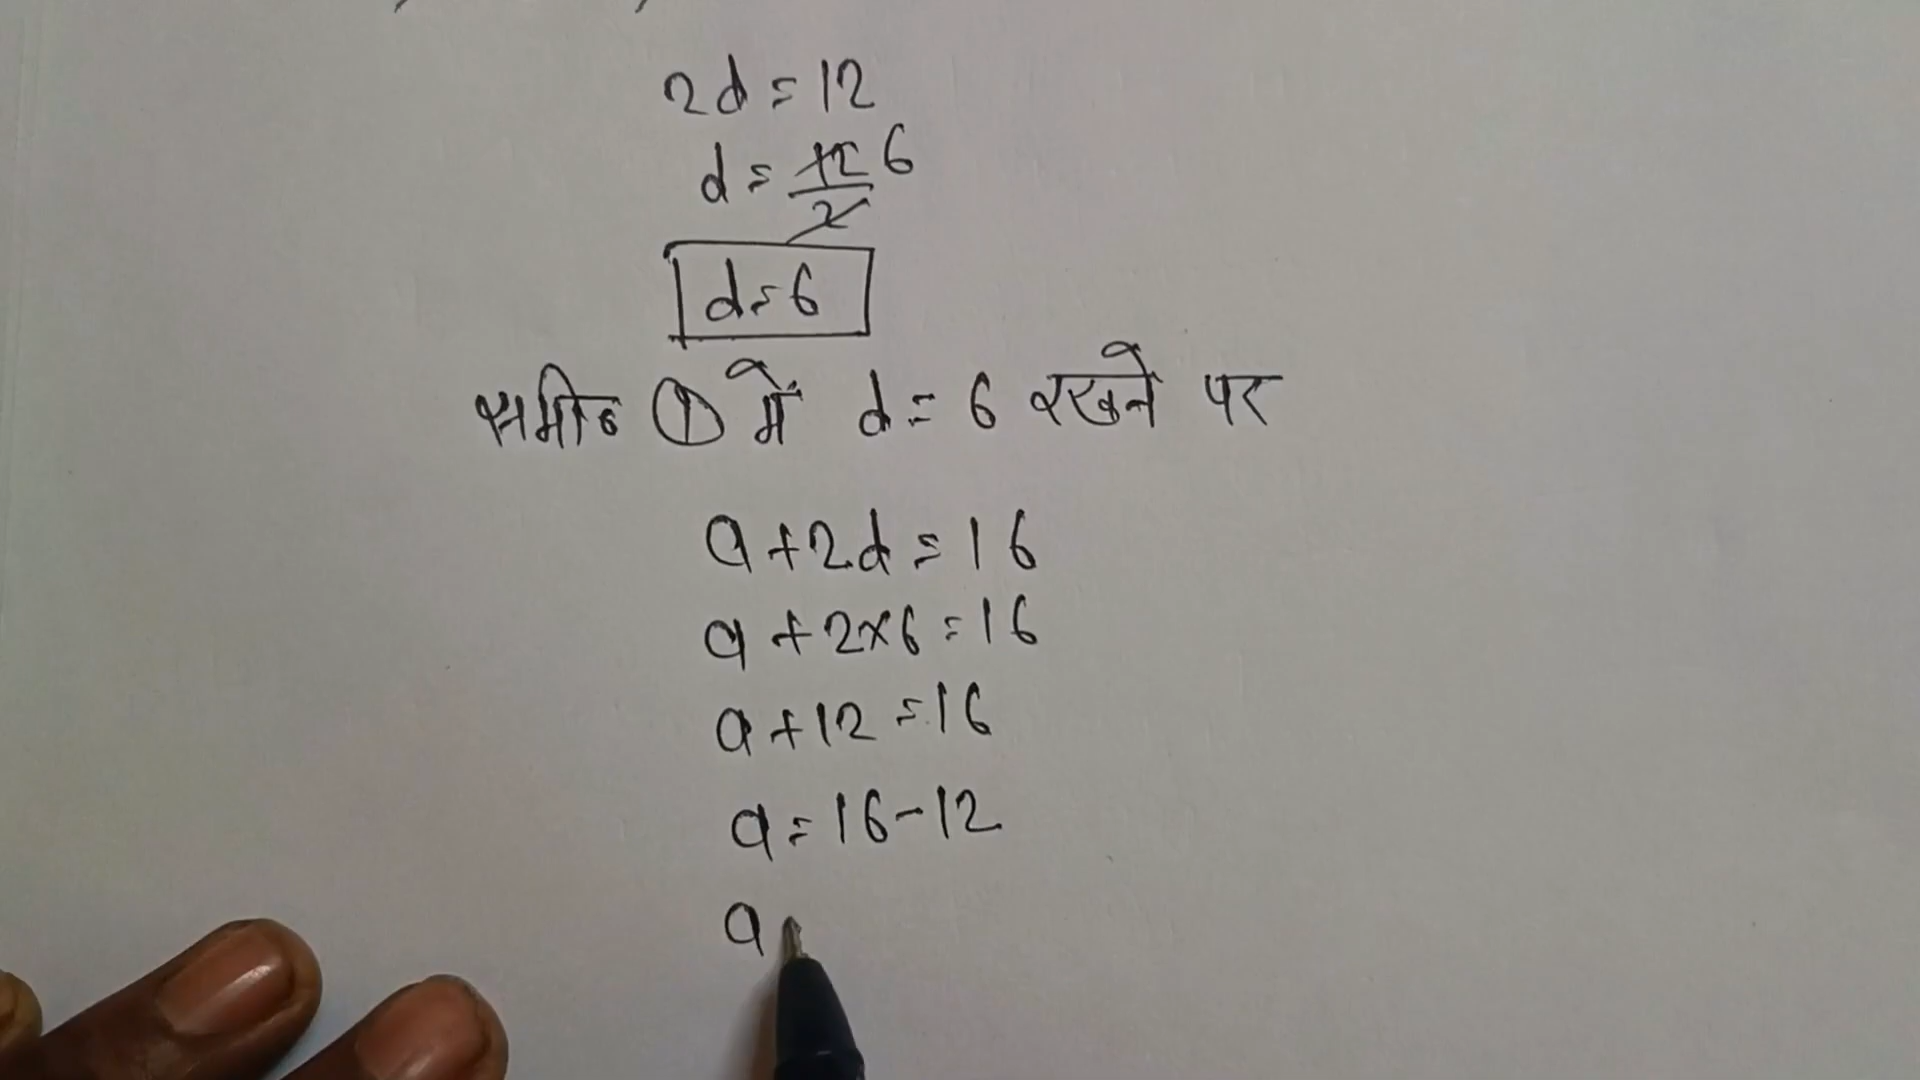 2d = 12
d = 12/2 6
d = 6
समी० ① में d = 6 रखने पर
a + 2d = 16
a + 2×6 = 16
a + 12 = 16
a = 16 - 12
a